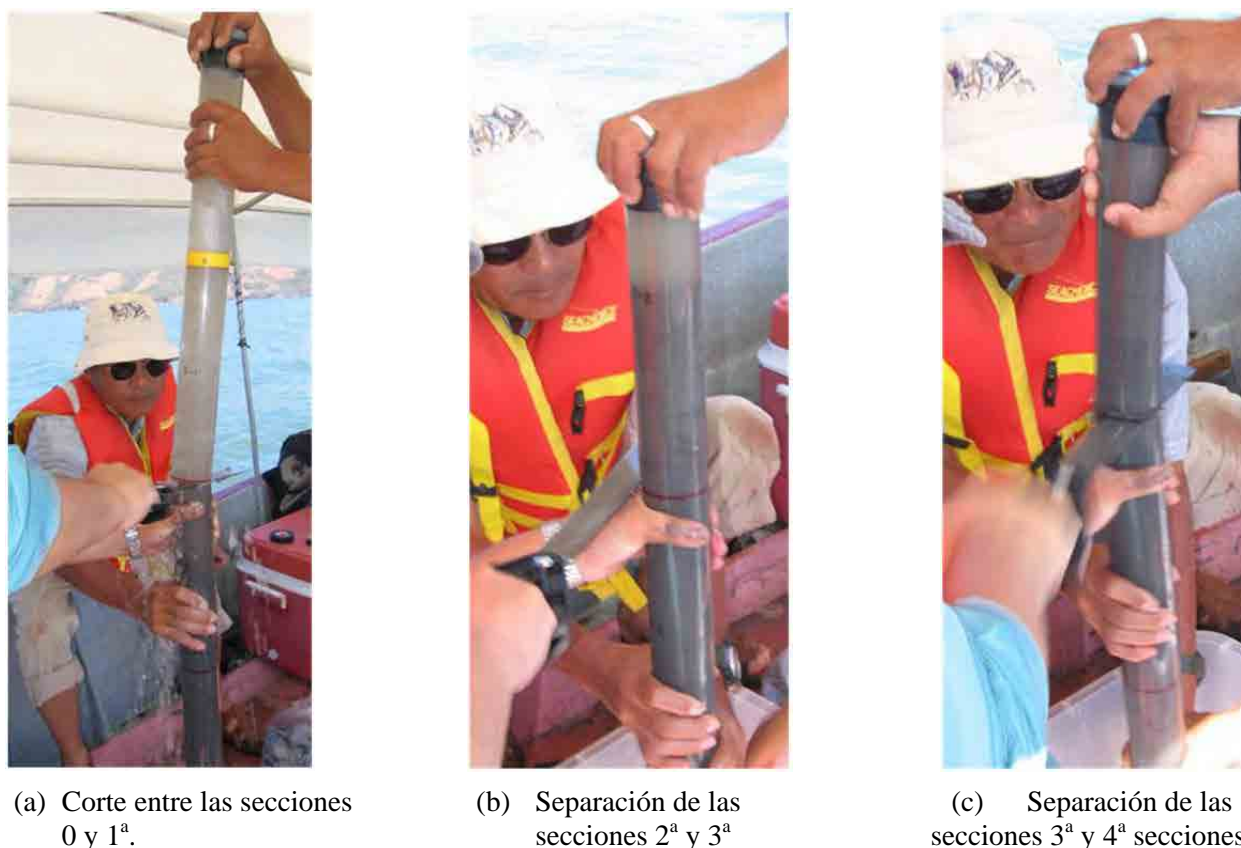 (a) Corte entre las secciones
0 y 1ª.
(b) Separación de las
secciones 2ª y 3ª
(c) Separación de las
secciones 3ª y 4ª secciones